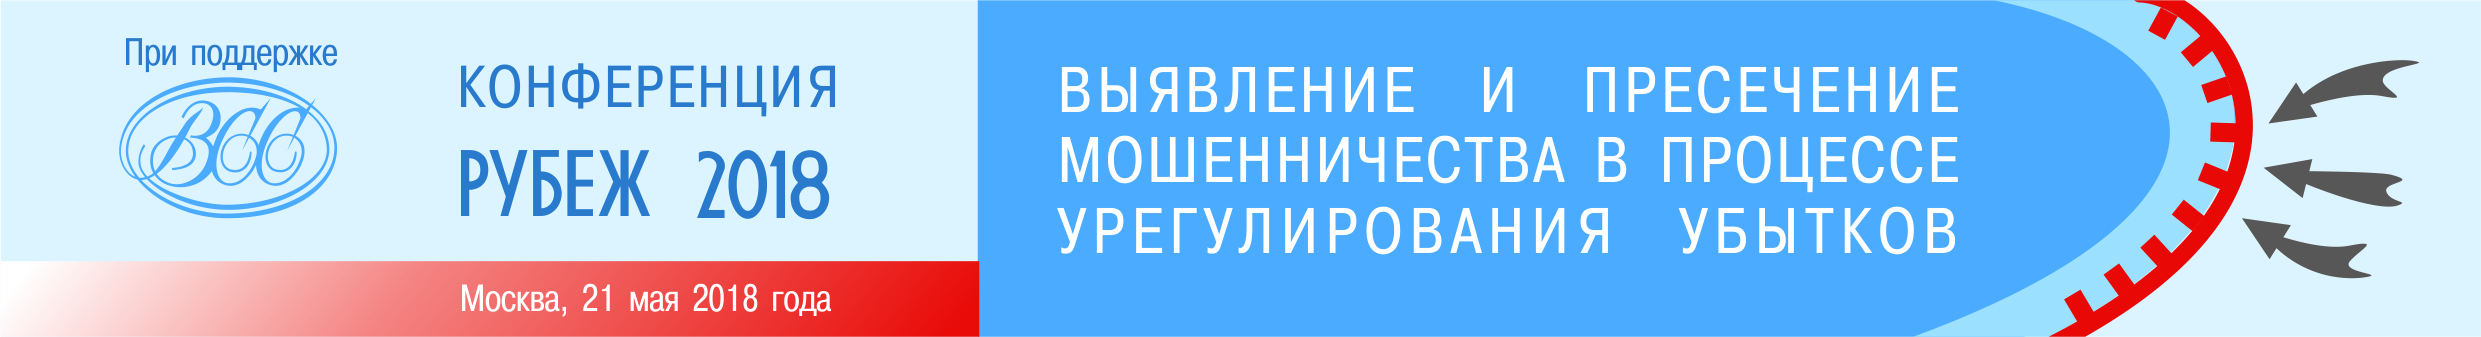 При поддержке
ВСС
КОНФЕРЕНЦИЯ
РУБЕЖ 2018
Москва, 21 мая 2018 года
ВЫЯВЛЕНИЕ И ПРЕСЕЧЕНИЕ
МОШЕННИЧЕСТВА В ПРОЦЕССЕ
УРЕГУЛИРОВАНИЯ УБЫТКОВ